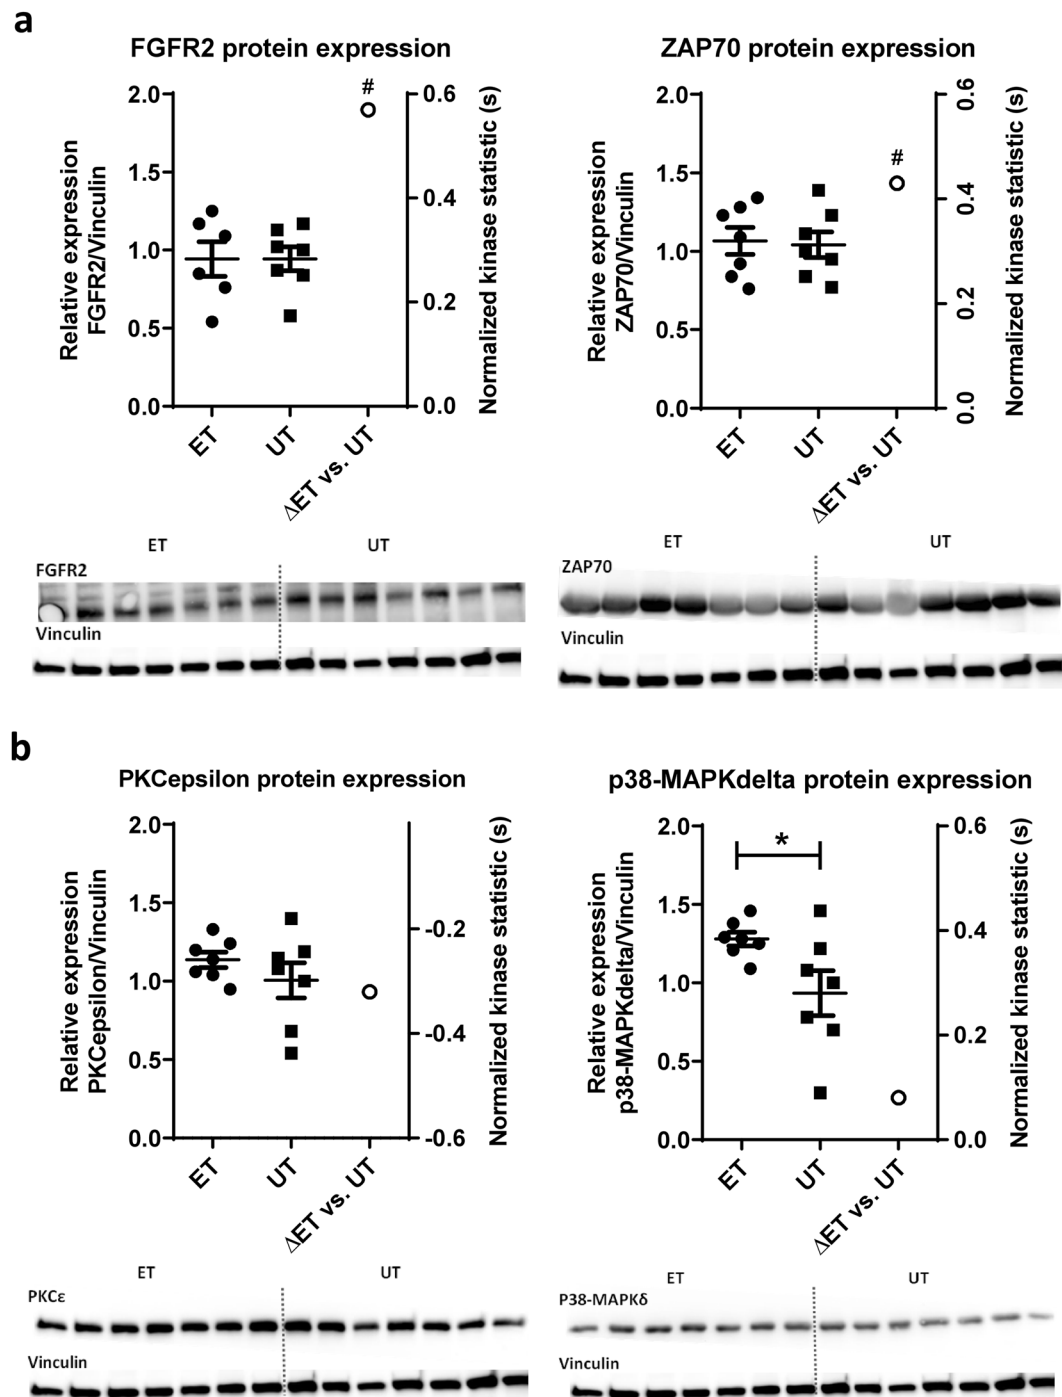 a
FGFR2 protein expression
#
2.0
1.5
1.0
0.5
0.0
Relative expression
FGFR2/Vinculin
0.6
0.4
0.2
0.0
Normalized kinase statistic (s)
ET
UT
ΔET vs. UT
ZAP70 protein expression
#
2.0
1.5
1.0
0.5
0.0
Relative expression
ZAP70/Vinculin
0.6
0.4
0.2
0.0
Normalized kinase statistic (s)
ET
UT
ΔET vs. UT
ET
UT
FGFR2
Vinculin
ET
UT
ZAP70
Vinculin
b
PKCepsilon protein expression
2.0
1.5
1.0
0.5
0.0
Relative expression
PKCepsilon/Vinculin
-0.2
-0.4
-0.6
Normalized kinase statistic (s)
ET
UT
ΔET vs. UT
p38-MAPKdelta protein expression
*
2.0
1.5
1.0
0.5
0.0
Relative expression
p38-MAPKdelta/Vinculin
0.6
0.4
0.2
0.0
Normalized kinase statistic (s)
ET
UT
ΔET vs. UT
ET
UT
PKCε
Vinculin
ET
UT
P38-MAPKδ
Vinculin